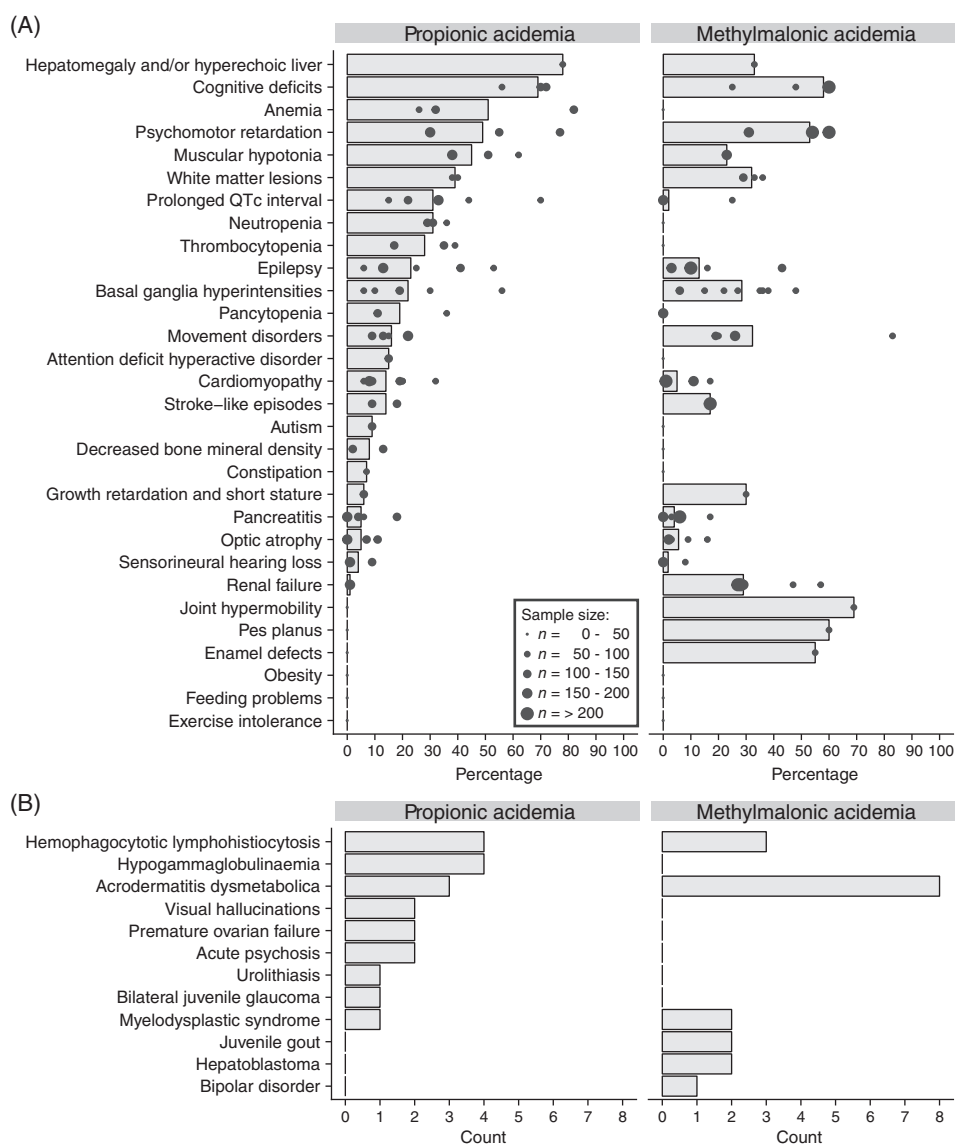 (A)
Propionic acidemia
Methylmalonic acidemia
Hepatomegaly and/or hyperechoic liver
Cognitive deficits
Anemia
Psychomotor retardation
Muscular hypotonia
White matter lesions
Prolonged QTc interval
Neutropenia
Thrombocytopenia
Epilepsy
Basal ganglia hyperintensities
Pancytopenia
Movement disorders
Attention deficit hyperactive disorder
Cardiomyopathy
Stroke−like episodes
Autism
Decreased bone mineral density
Constipation
Growth retardation and short stature
Pancreatitis
Optic atrophy
Sensorineural hearing loss
Renal failure
Joint hypermobility
Pes planus
Enamel defects
Obesity
Feeding problems
Exercise intolerance
Sample size:
n = 0 - 50
n = 50 - 100
n = 100 - 150
n = 150 - 200
n = > 200
0 10 20 30 40 50 60 70 80 90 100
0 10 20 30 40 50 60 70 80 90 100
Percentage
Percentage
(B)
Propionic acidemia
Methylmalonic acidemia
Hemophagocytotic lymphohistiocytosis
Hypogammaglobulinaemia
Acrodermatitis dysmetabolica
Visual hallucinations
Premature ovarian failure
Acute psychosis
Urolithiasis
Bilateral juvenile glaucoma
Myelodysplastic syndrome
Juvenile gout
Hepatoblastoma
Bipolar disorder
0 1 2 3 4 5 6 7 8
0 1 2 3 4 5 6 7 8
Count
Count